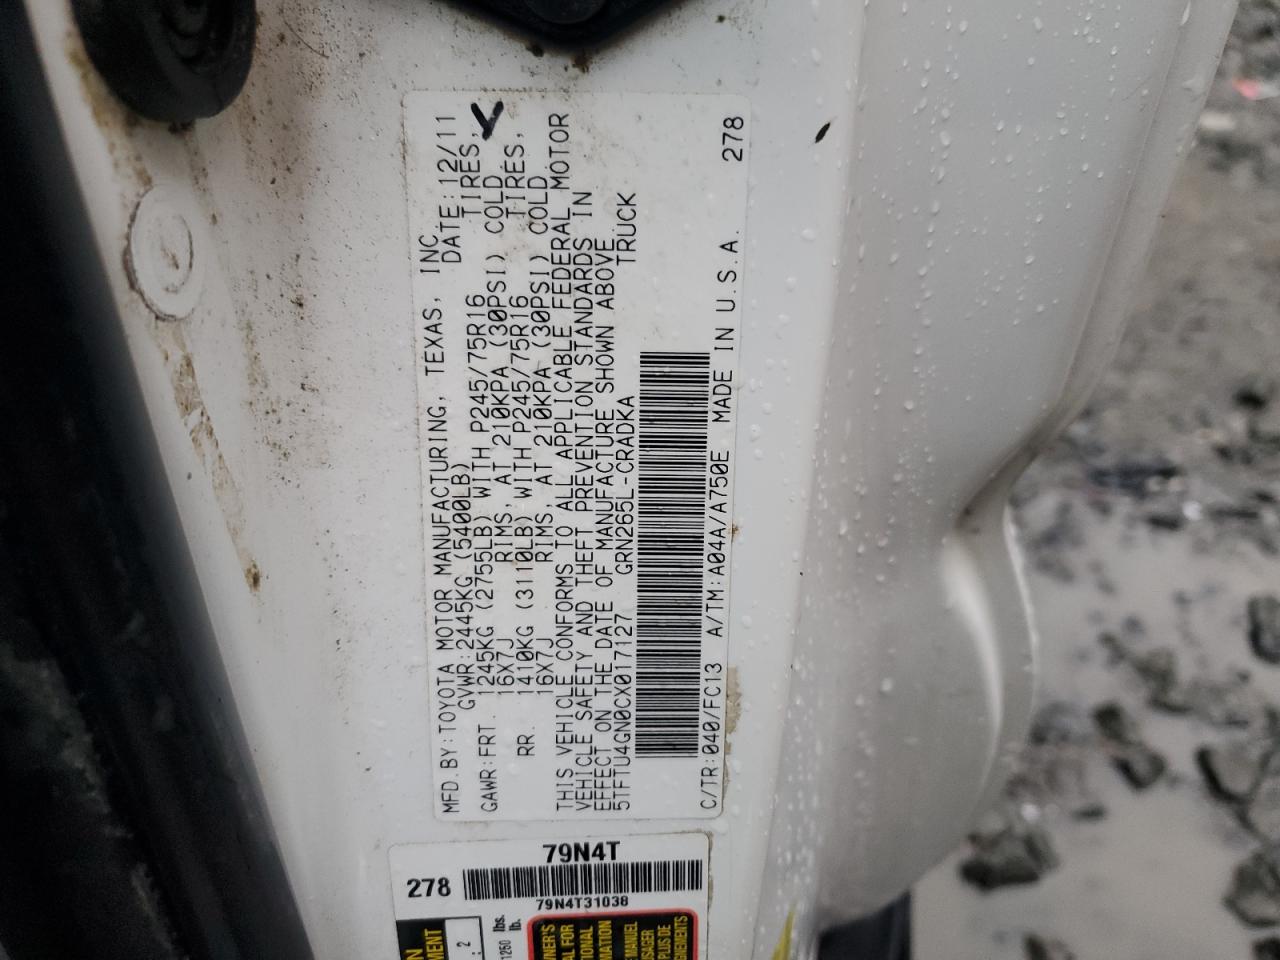 MFD. BY: TOYOTA MOTOR MANUFACTURING, TEXAS, INC.
GVWR: 2445KG (5400LB) DATE: 12/11
GAWR: FRT. 1245KG (2755LB) WITH P245/75R16 TIRES,
16X7J RIMS, AT 210KPA (30PSI) COLD
RR. 1410KG (3110LB) WITH P245/75R16 TIRES,
16X7J RIMS, AT 210KPA (30PSI) COLD
THIS VEHICLE CONFORMS TO ALL APPLICABLE FEDERAL MOTOR
VEHICLE SAFETY AND THEFT PREVENTION STANDARDS IN
EFFECT ON THE DATE OF MANUFACTURE SHOWN ABOVE.
5TFTU4GN0CX017127 GRN265L-CRADKA TRUCK
C/TR: 040/FC13 A/TM: A04A/A750E MADE IN U.S.A. 278
79N4T
278
79N4T31038